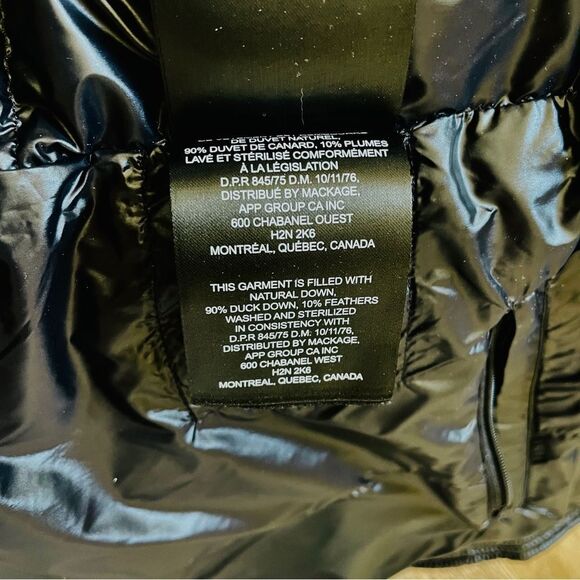 DE DUVET NATUREL,
90% DUVET DE CANARD, 10% PLUMES
LAVÉ ET STÉRILISÉ COMFORMÉMENT
À LA LÉGISLATION
D.P.R 845/75 D.M. 10/11/76,
DISTRIBUÉ BY MACKAGE,
APP GROUP CA INC
600 CHABANEL OUEST
H2N 2K6
MONTRÉAL, QUÉBEC, CANADA
THIS GARMENT IS FILLED WITH
NATURAL DOWN,
90% DUCK DOWN, 10% FEATHERS
WASHED AND STERILIZED
IN CONSISTENCY WITH
D.P.R 845/75 D.M. 10/11/76,
DISTRIBUTED BY MACKAGE,
APP GROUP CA INC
600 CHABANEL WEST
H2N 2K6
MONTREAL, QUEBEC, CANADA